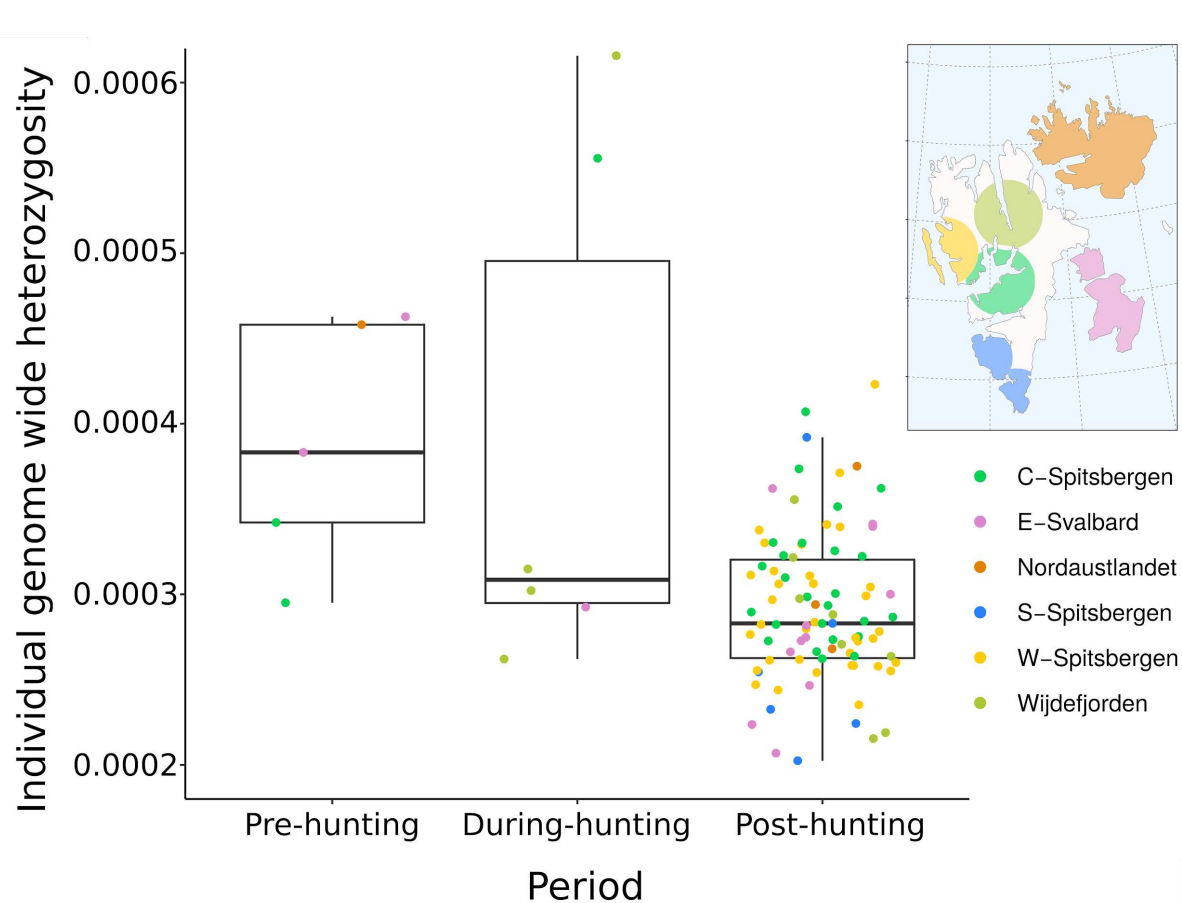 Individual genome wide heterozygosity
0.0006
0.0005
0.0004
0.0003
0.0002
Pre-hunting
During-hunting
Post-hunting
Period
C−Spitsbergen
E−Svalbard
Nordaustlandet
S−Spitsbergen
W−Spitsbergen
Wijdefjorden